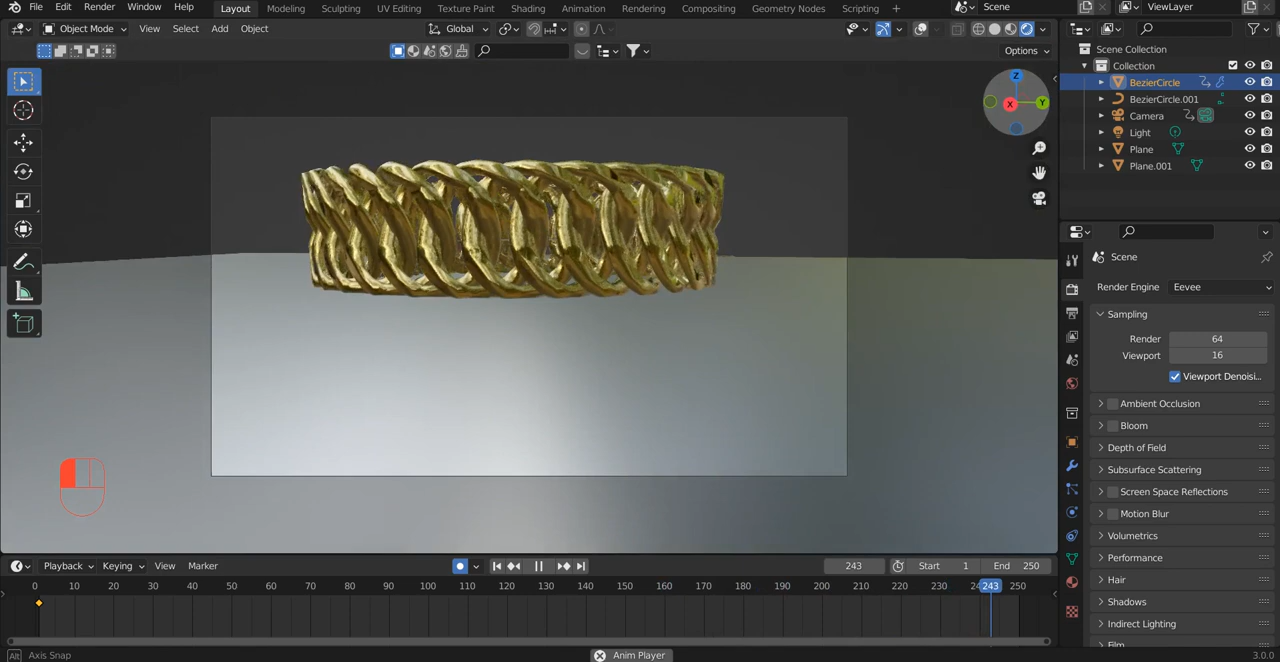 File Edit Render Window Help Layout Modeling Sculpting UV Editing Texture Paint Shading Animation Rendering Compositing Geometry Nodes Scripting + Scene ViewLayer
Object Mode View Select Add Object Global
Options
Scene Collection
Collection
BezierCircle
BezierCircle.001
Camera
Light
Plane
Plane.001
Z
X
Y
Scene
Render Engine Eevee
Sampling
Render 64
Viewport 16
Viewport Denoisi...
Ambient Occlusion
Bloom
Depth of Field
Subsurface Scattering
Screen Space Reflections
Motion Blur
Volumetrics
Performance
Hair
Shadows
Indirect Lighting
Film
Playback Keying View Marker 243 Start 1 End 250
0 10 20 30 40 50 60 70 80 90 100 110 120 130 140 150 160 170 180 190 200 210 220 230 243 250
Alt Axis Snap Anim Player 3.0.0